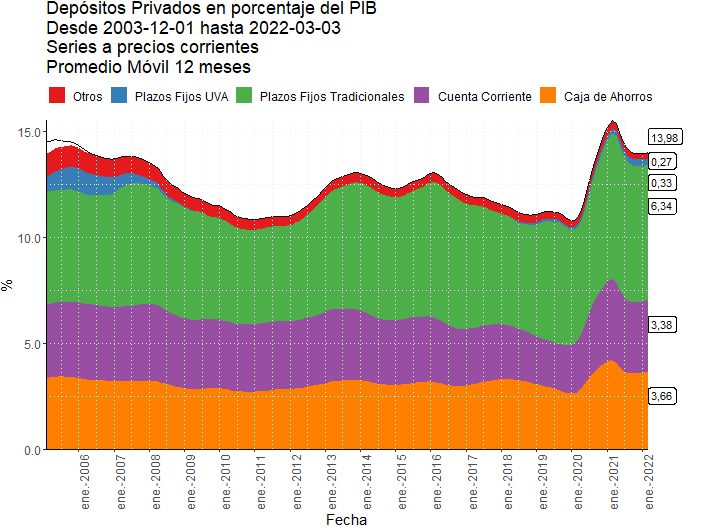 Depósitos Privados en porcentaje del PIB
Desde 2003-12-01 hasta 2022-03-03
Series a precios corrientes
Promedio Móvil 12 meses
Otros Plazos Fijos UVA Plazos Fijos Tradicionales Cuenta Corriente Caja de Ahorros
15.0
10.0
5.0
0.0
%
13,98
0,27
0,33
6,34
3,38
3,66
ene.-2006
ene.-2007
ene.-2008
ene.-2009
ene.-2010
ene.-2011
ene.-2012
ene.-2013
ene.-2014
ene.-2015
ene.-2016
ene.-2017
ene.-2018
ene.-2019
ene.-2020
ene.-2021
ene.-2022
Fecha